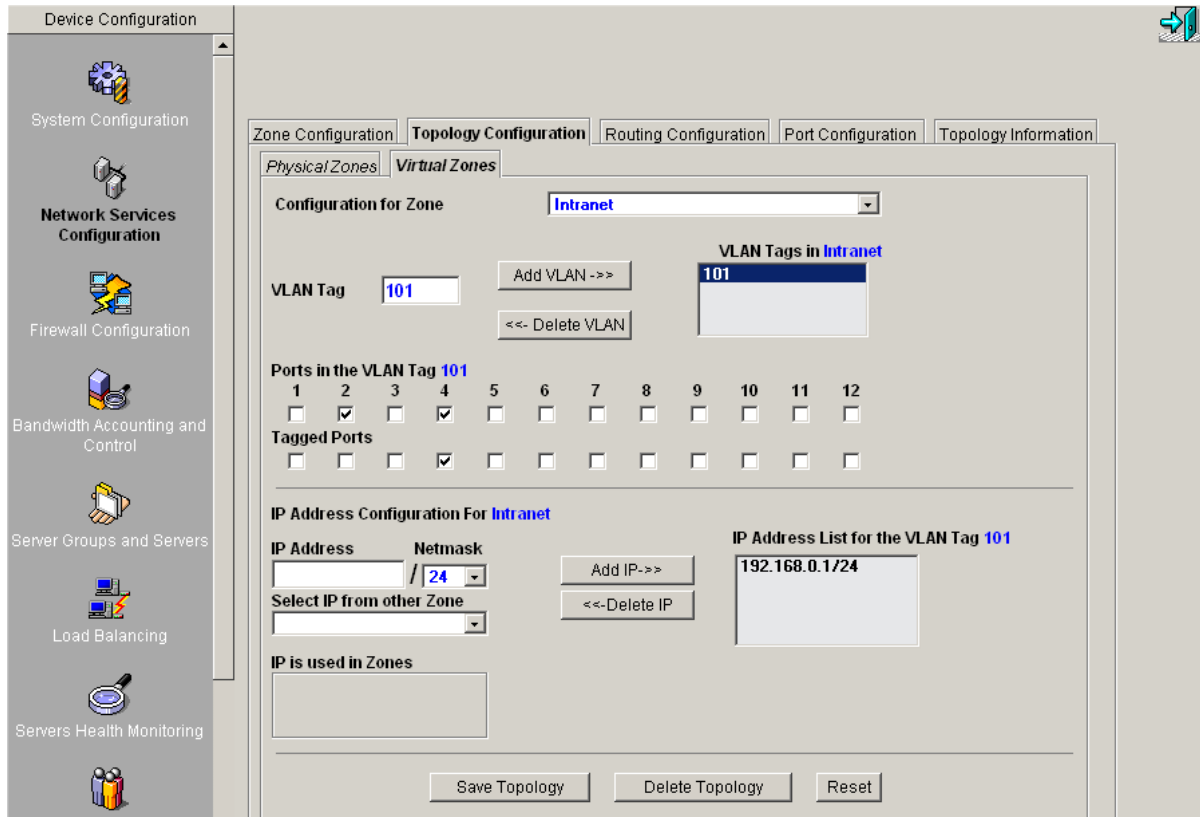 Device Configuration
System Configuration
Network Services
Configuration
Firewall Configuration
Bandwidth Accounting and
Control
Server Groups and Servers
Load Balancing
Servers Health Monitoring
Zone Configuration
Topology Configuration
Routing Configuration
Port Configuration
Topology Information
Physical Zones
Virtual Zones
Configuration for Zone
Intranet
VLAN Tag
101
Add VLAN ->>
<<- Delete VLAN
VLAN Tags in Intranet
101
Ports in the VLAN Tag 101
1 2 3 4 5 6 7 8 9 10 11 12
Tagged Ports
IP Address Configuration For Intranet
IP Address
Netmask
/ 24
Select IP from other Zone
Add IP->>
<<-Delete IP
IP Address List for the VLAN Tag 101
192.168.0.1/24
IP is used in Zones
Save Topology
Delete Topology
Reset